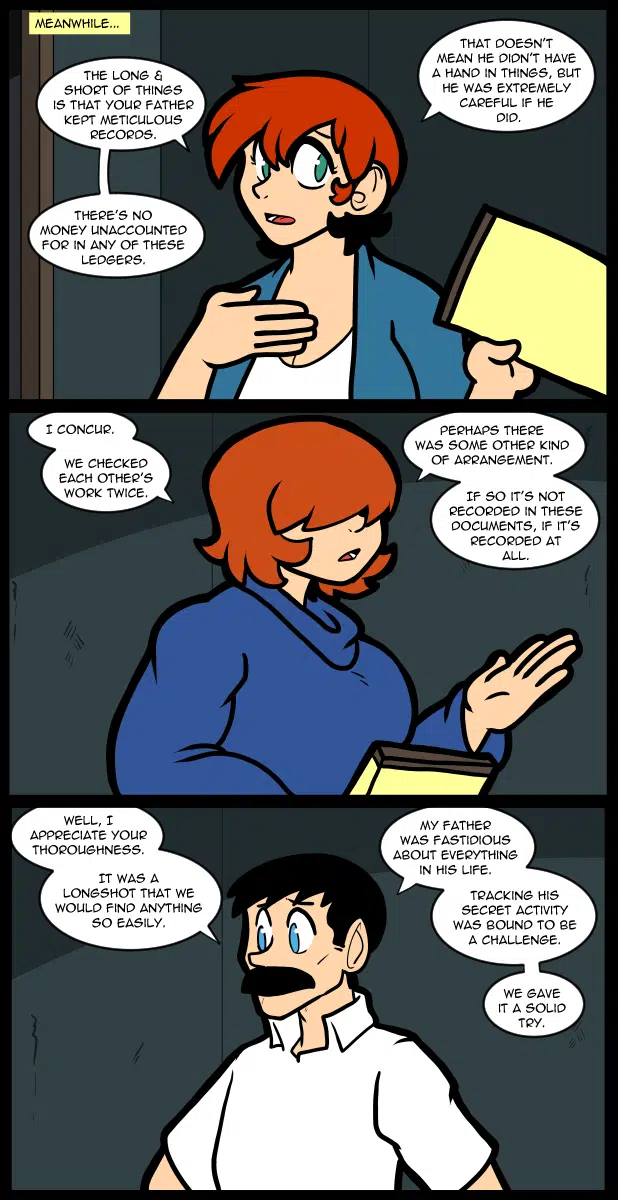 MEANWHILE...
THE LONG &
SHORT OF THINGS
IS THAT YOUR FATHER
KEPT METICULOUS
RECORDS.
THERE'S NO
MONEY UNACCOUNTED
FOR IN ANY OF THESE
LEDGERS.
THAT DOESN'T
MEAN HE DIDN'T HAVE
A HAND IN THINGS, BUT
HE WAS EXTREMELY
CAREFUL IF HE
DID.
I CONCUR.
WE CHECKED
EACH OTHER'S
WORK TWICE.
PERHAPS THERE
WAS SOME OTHER KIND
OF ARRANGEMENT.
IF SO IT'S NOT
RECORDED IN THESE
DOCUMENTS, IF IT'S
RECORDED AT
ALL.
WELL, I
APPRECIATE YOUR
THOROUGHNESS.
IT WAS A
LONGSHOT THAT WE
WOULD FIND ANYTHING
SO EASILY.
MY FATHER
WAS FASTIDIOUS
ABOUT EVERYTHING
IN HIS LIFE.
TRACKING HIS
SECRET ACTIVITY
WAS BOUND TO BE
A CHALLENGE.
WE GAVE
IT A SOLID
TRY.